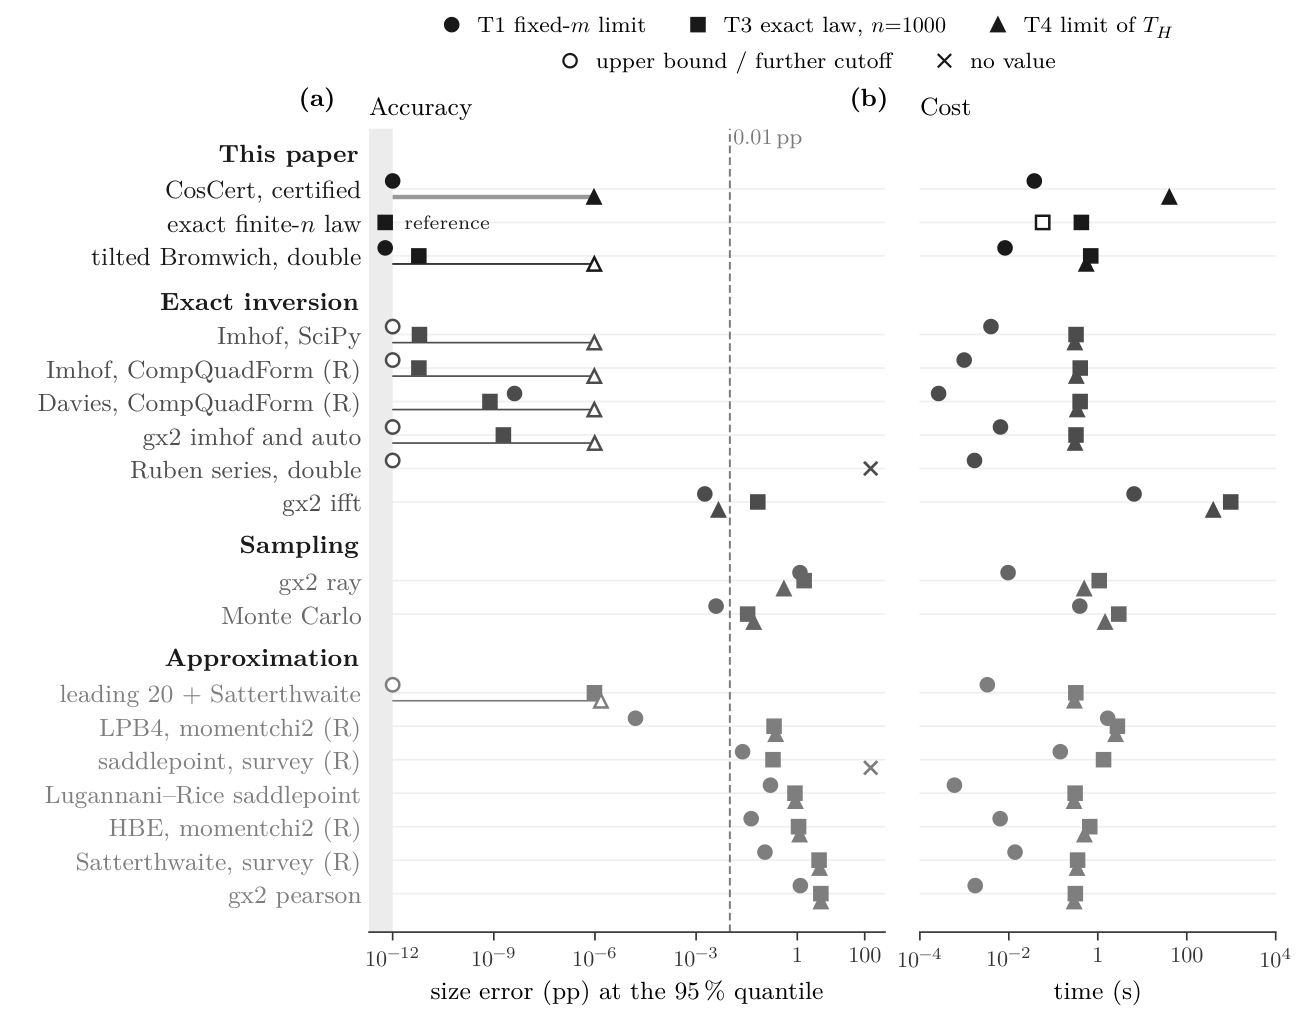 T1 fixed-m limit T3 exact law, n=1000 T4 limit of T_H
upper bound / further cutoff no value
(a) Accuracy (b) Cost
0.01 pp
This paper
CosCert, certified
exact finite-n law reference
tilted Bromwich, double
Exact inversion
Imhof, SciPy
Imhof, CompQuadForm (R)
Davies, CompQuadForm (R)
gx2 imhof and auto
Ruben series, double
gx2 ifft
Sampling
gx2 ray
Monte Carlo
Approximation
leading 20 + Satterthwaite
LPB4, momentchi2 (R)
saddlepoint, survey (R)
Lugannani–Rice saddlepoint
HBE, momentchi2 (R)
Satterthwaite, survey (R)
gx2 pearson
10⁻¹² 10⁻⁹ 10⁻⁶ 10⁻³ 1 100 10⁻⁴ 10⁻² 1 100 10⁴
size error (pp) at the 95 % quantile time (s)